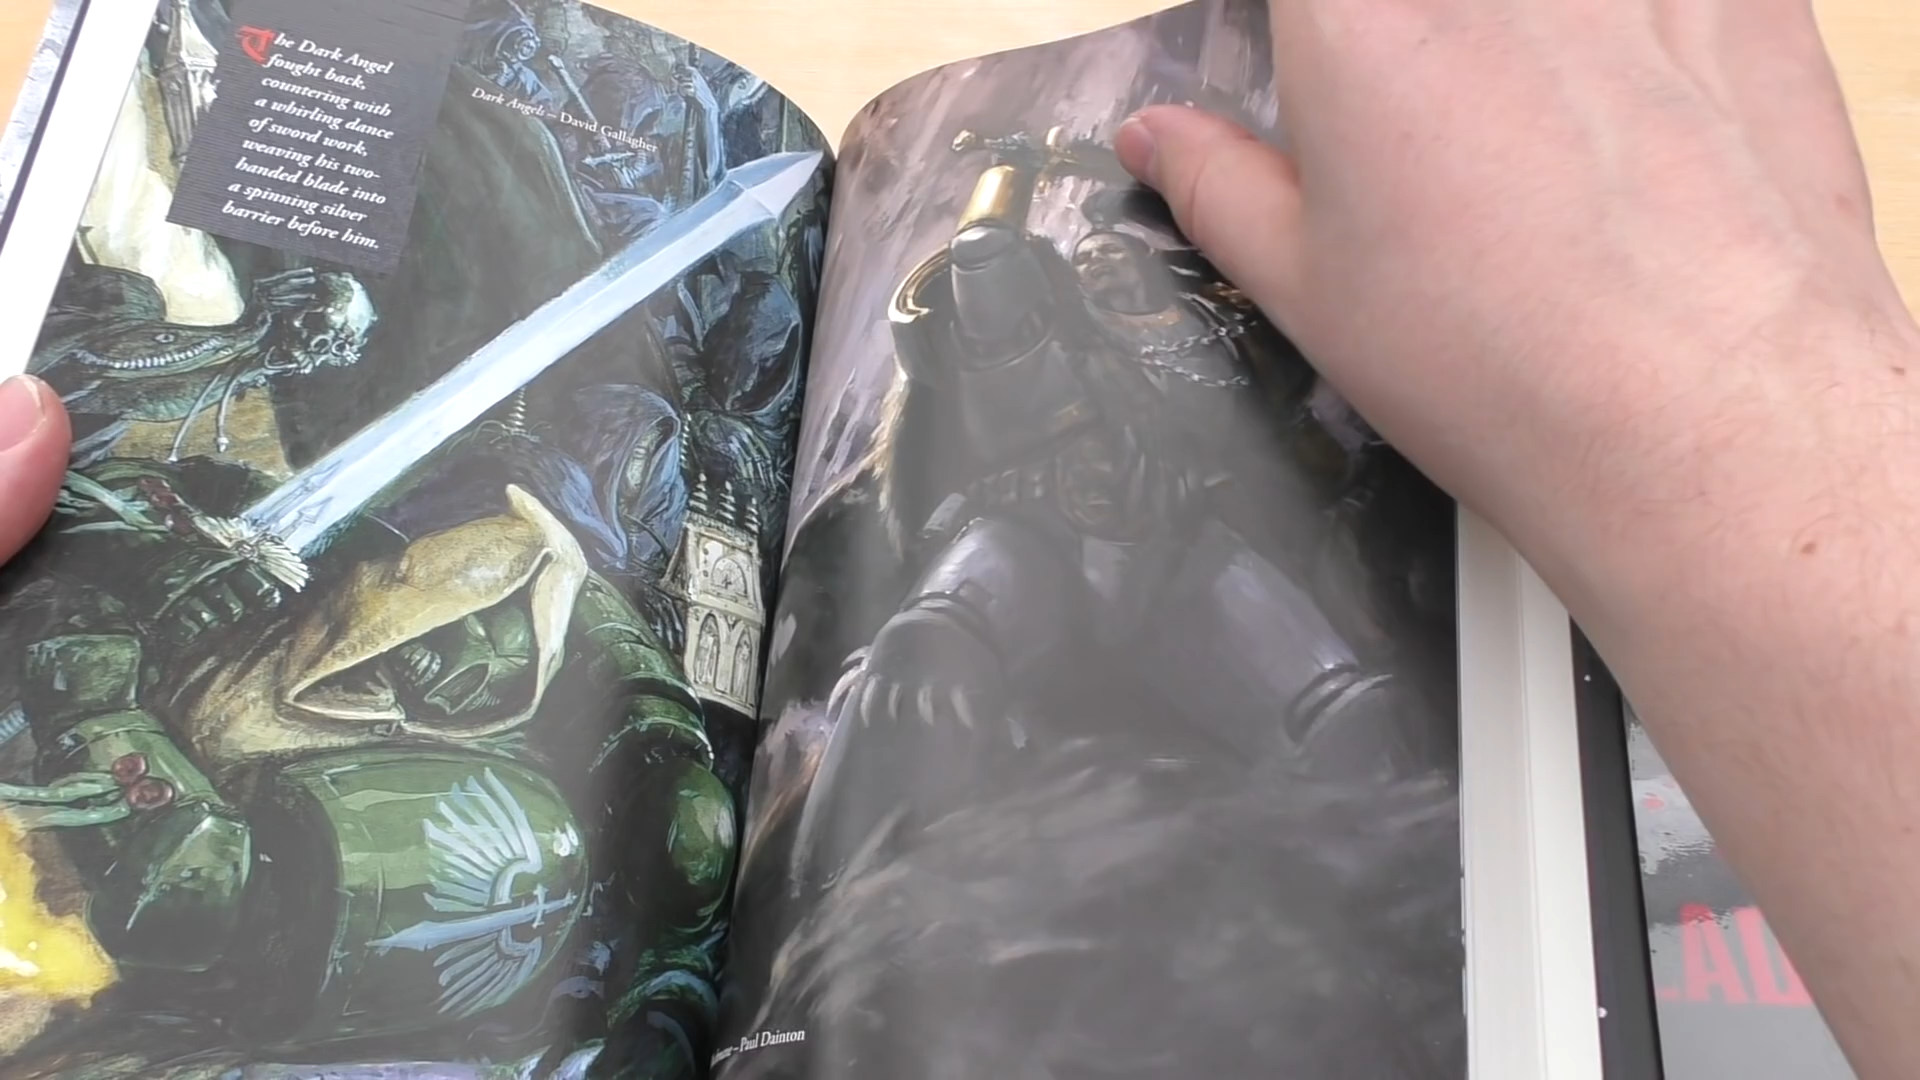 The Dark Angel
fought back,
countering with
a whirling dance
of sword work,
weaving his two-
handed blade into
a spinning silver
barrier before him.
Dark Angels – David Gallagher
– Paul Dainton